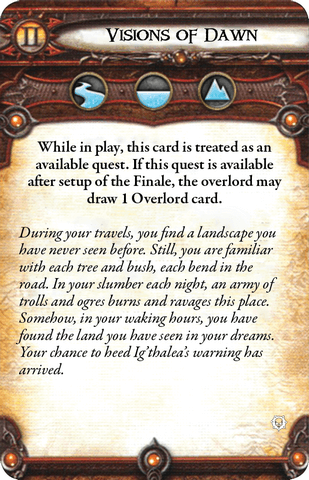 II
Visions of Dawn
While in play, this card is treated as an
available quest. If this quest is available
after setup of the Finale, the overlord may
draw 1 Overlord card.
During your travels, you find a landscape you
have never seen before. Still, you are familiar
with each tree and bush, each bend in the
road. In your slumber each night, an army of
trolls and ogres burns and ravages this place.
Somehow, in your waking hours, you have
found the land you have seen in your dreams.
Your chance to heed Ig'thalea's warning has
arrived.